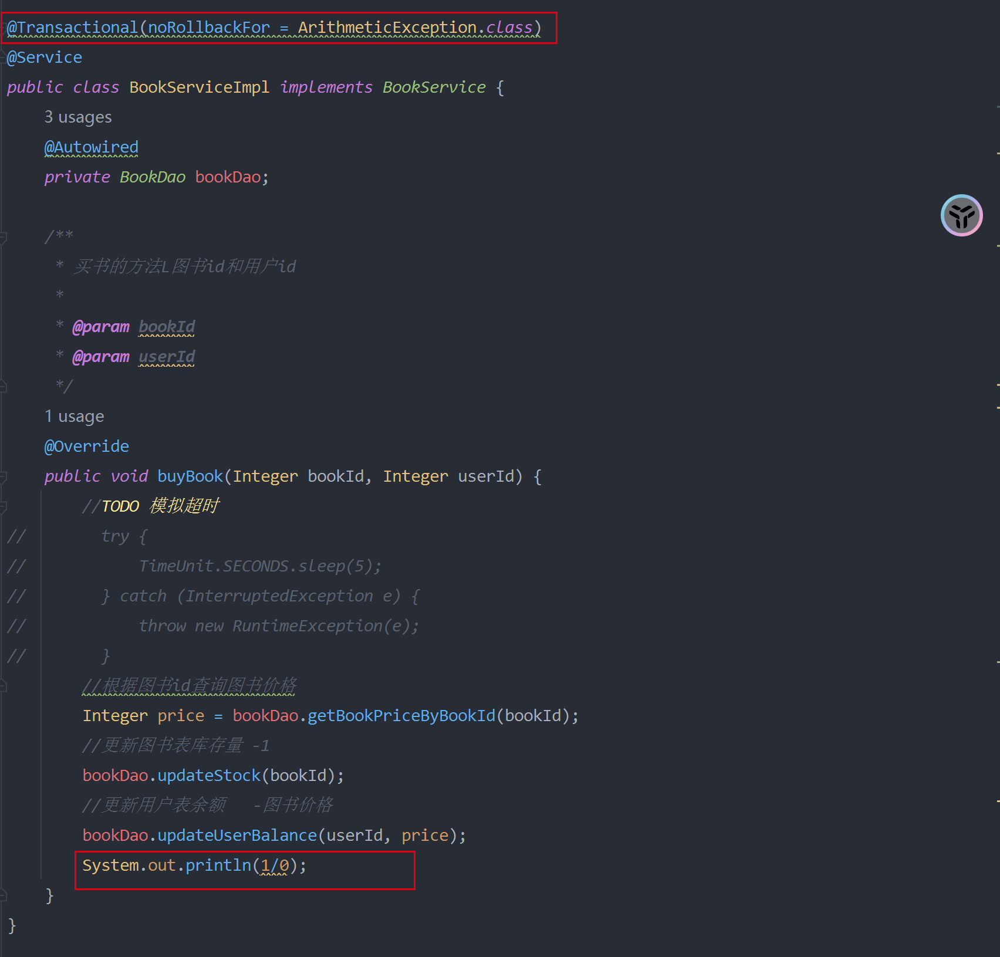 @Transactional(noRollbackFor = ArithmeticException.class)
@Service
public class BookServiceImpl implements BookService {
3 usages
@Autowired
private BookDao bookDao;
/**
* 买书的方法L图书id和用户id
*
* @param bookId
* @param userId
*/
1 usage
@Override
public void buyBook(Integer bookId, Integer userId) {
//TODO 模拟超时
// try {
// TimeUnit.SECONDS.sleep(5);
// } catch (InterruptedException e) {
// throw new RuntimeException(e);
// }
//根据图书id查询图书价格
Integer price = bookDao.getBookPriceByBookId(bookId);
//更新图书表库存量 -1
bookDao.updateStock(bookId);
//更新用户表余额 -图书价格
bookDao.updateUserBalance(userId, price);
System.out.println(1/0);
}
}